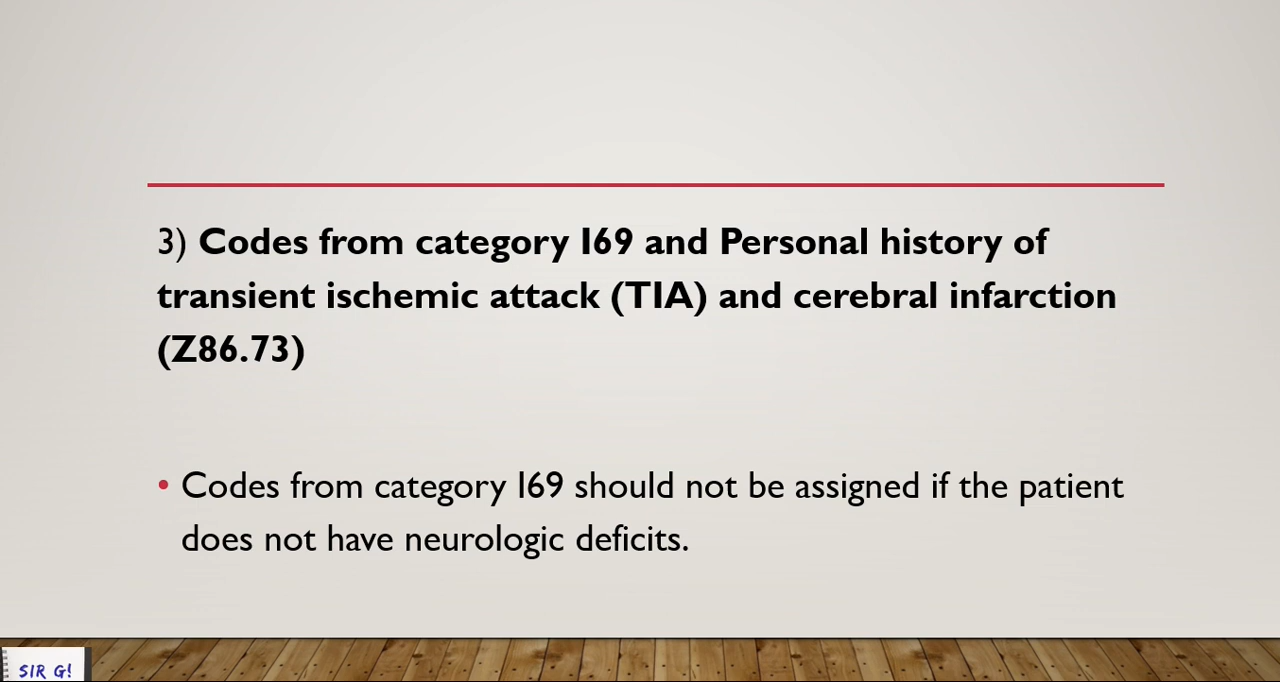 3) Codes from category I69 and Personal history of
transient ischemic attack (TIA) and cerebral infarction
(Z86.73)
• Codes from category I69 should not be assigned if the patient
does not have neurologic deficits.
SIR G!